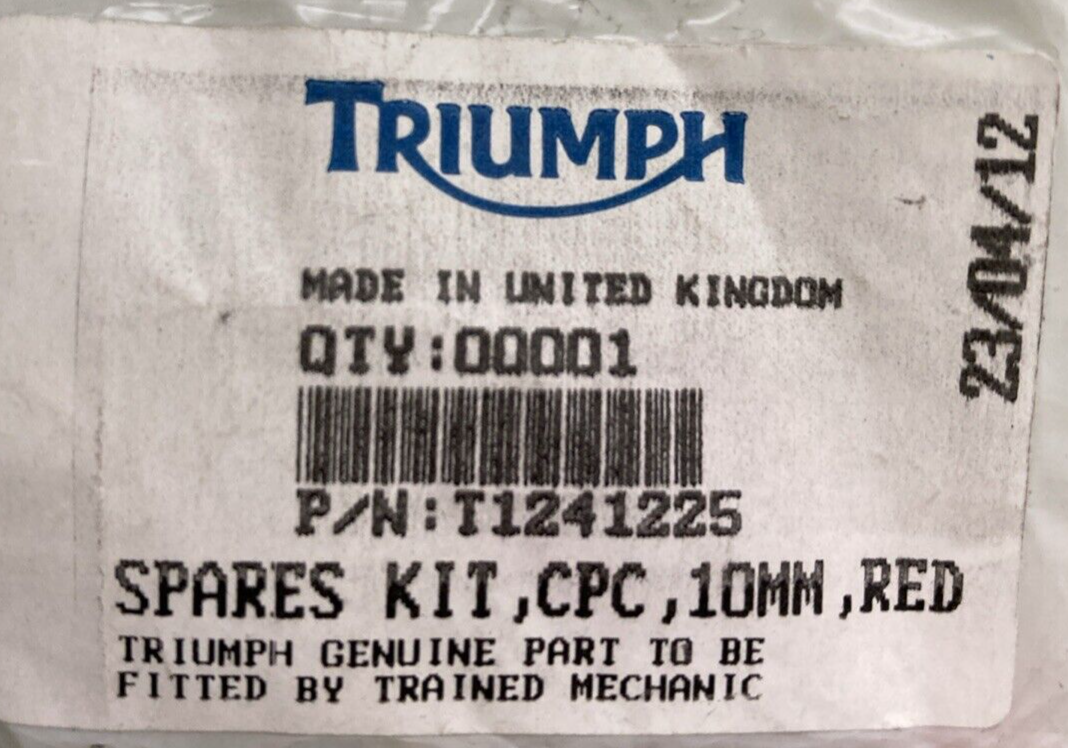 TRIUMPH
MADE IN UNITED KINGDOM
QTY:00001
P/N:T1241225
SPARES KIT,CPC,10MM,RED
TRIUMPH GENUINE PART TO BE
FITTED BY TRAINED MECHANIC
23/04/12